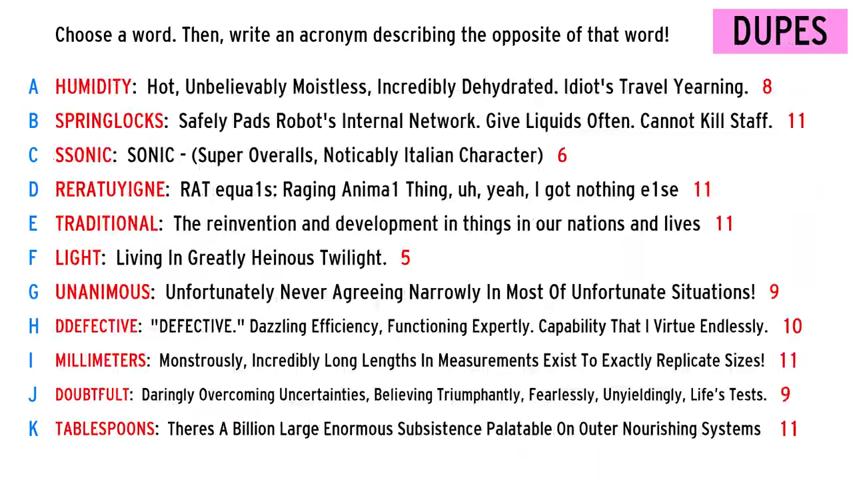 Choose a word. Then, write an acronym describing the opposite of that word!
DUPES
A HUMIDITY: Hot, Unbelievably Moistless, Incredibly Dehydrated. Idiot's Travel Yearning. 8
B SPRINGLOCKS: Safely Pads Robot's Internal Network. Give Liquids Often. Cannot Kill Staff. 11
C SSONIC: SONIC - (Super Overalls, Noticably Italian Character) 6
D RERATUYIGNE: RAT equa1s: Raging Anima1 Thing, uh, yeah, I got nothing e1se 11
E TRADITIONAL: The reinvention and development in things in our nations and lives 11
F LIGHT: Living In Greatly Heinous Twilight. 5
G UNANIMOUS: Unfortunately Never Agreeing Narrowly In Most Of Unfortunate Situations! 9
H DDEFECTIVE: "DEFECTIVE." Dazzling Efficiency, Functioning Expertly. Capability That I Virtue Endlessly. 10
I MILLIMETERS: Monstrously, Incredibly Long Lengths In Measurements Exist To Exactly Replicate Sizes! 11
J DOUBTFULT: Daringly Overcoming Uncertainties, Believing Triumphantly, Fearlessly, Unyieldingly, Life's Tests. 9
K TABLESPOONS: Theres A Billion Large Enormous Subsistence Palatable On Outer Nourishing Systems 11